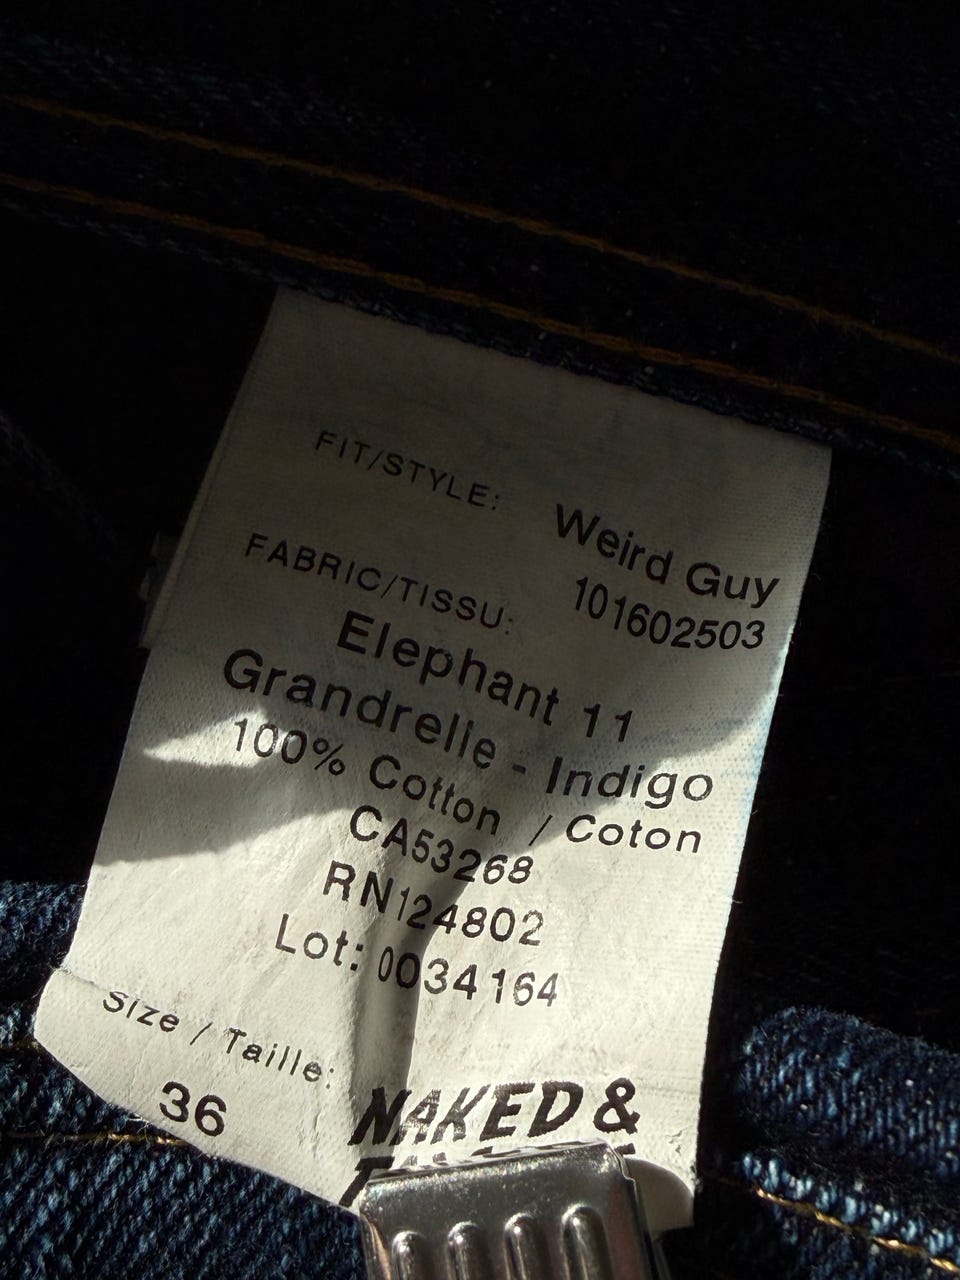 FIT/STYLE: Weird Guy
101602503
FABRIC/TISSU:
Elephant 11
Grandrelle - Indigo
100% Cotton / Coton
CA53268
RN124802
Lot: 0034164
Size / Taille:
36
NAKED &